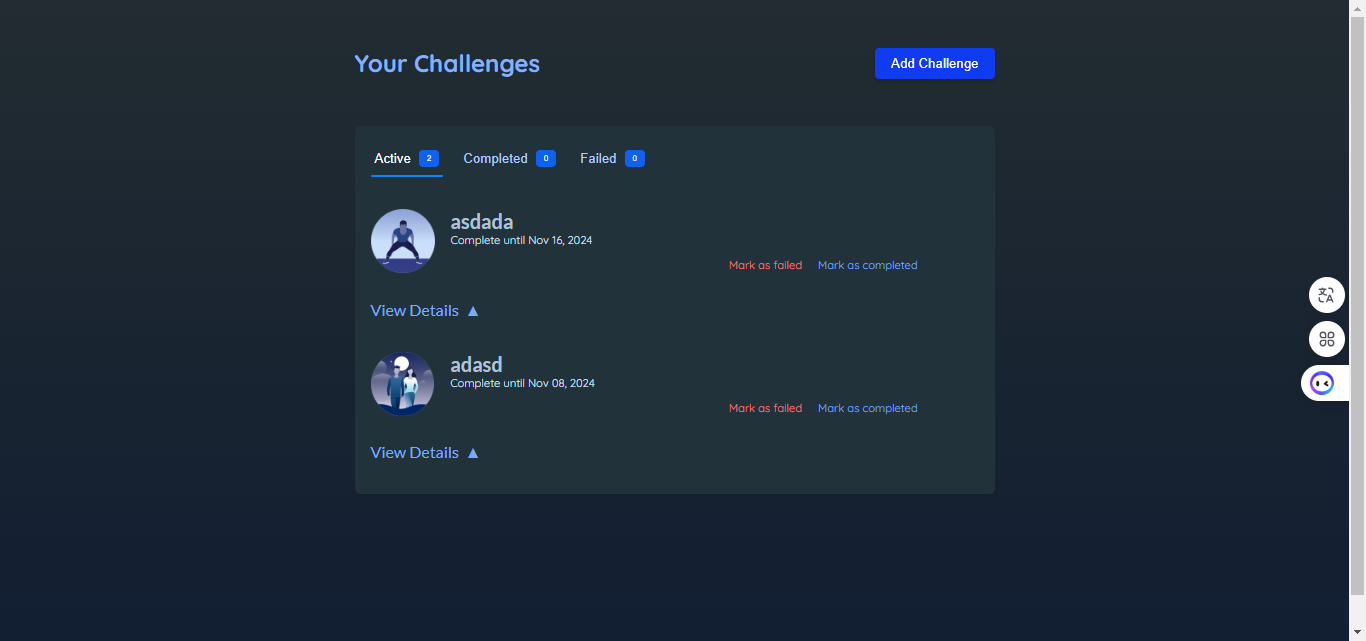 Your Challenges
Add Challenge
Active 2 Completed 0 Failed 0
asdada
Complete until Nov 16, 2024
Mark as failed Mark as completed
View Details ▲
adasd
Complete until Nov 08, 2024
Mark as failed Mark as completed
View Details ▲